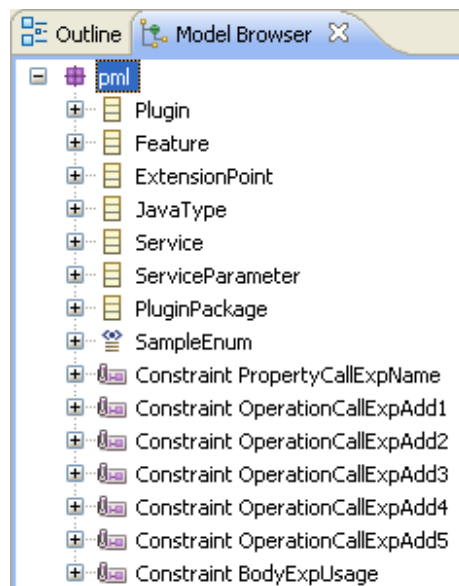 Outline Model Browser
pml
Plugin
Feature
ExtensionPoint
JavaType
Service
ServiceParameter
PluginPackage
SampleEnum
Constraint PropertyCallExpName
Constraint OperationCallExpAdd1
Constraint OperationCallExpAdd2
Constraint OperationCallExpAdd3
Constraint OperationCallExpAdd4
Constraint OperationCallExpAdd5
Constraint BodyExpUsage